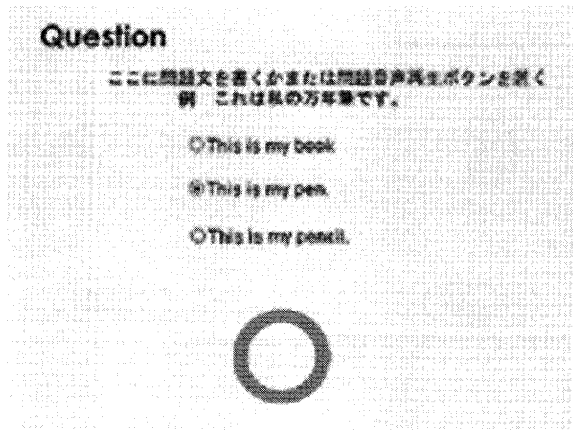 Question
ここに問題文を書くかまたは問題音声再生ボタンを置く
例 これは私の万年筆です。
This is my book
This is my pen.
This is my pencil.